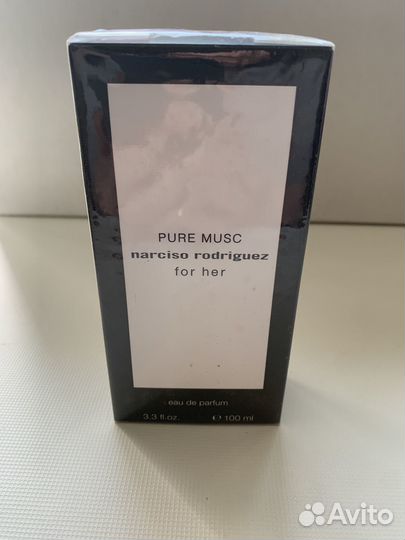 PURE MUSC
narciso rodriguez
for her
eau de parfum
3.3 fl.oz. ℮ 100 ml
Avito